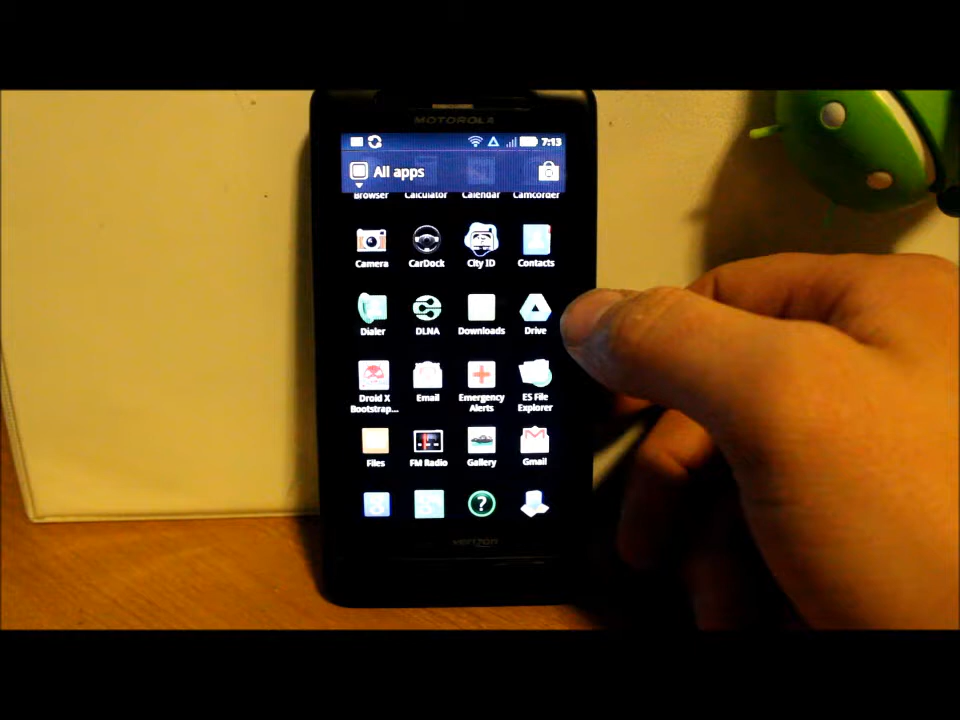 MOTOROLA
7:13
All apps
Browser Calculator Calendar Camcorder
Camera CarDock City ID Contacts
Dialer DLNA Downloads Drive
Droid X Bootstrap... Email Emergency Alerts ES File Explorer
Files FM Radio Gallery Gmail
verizon